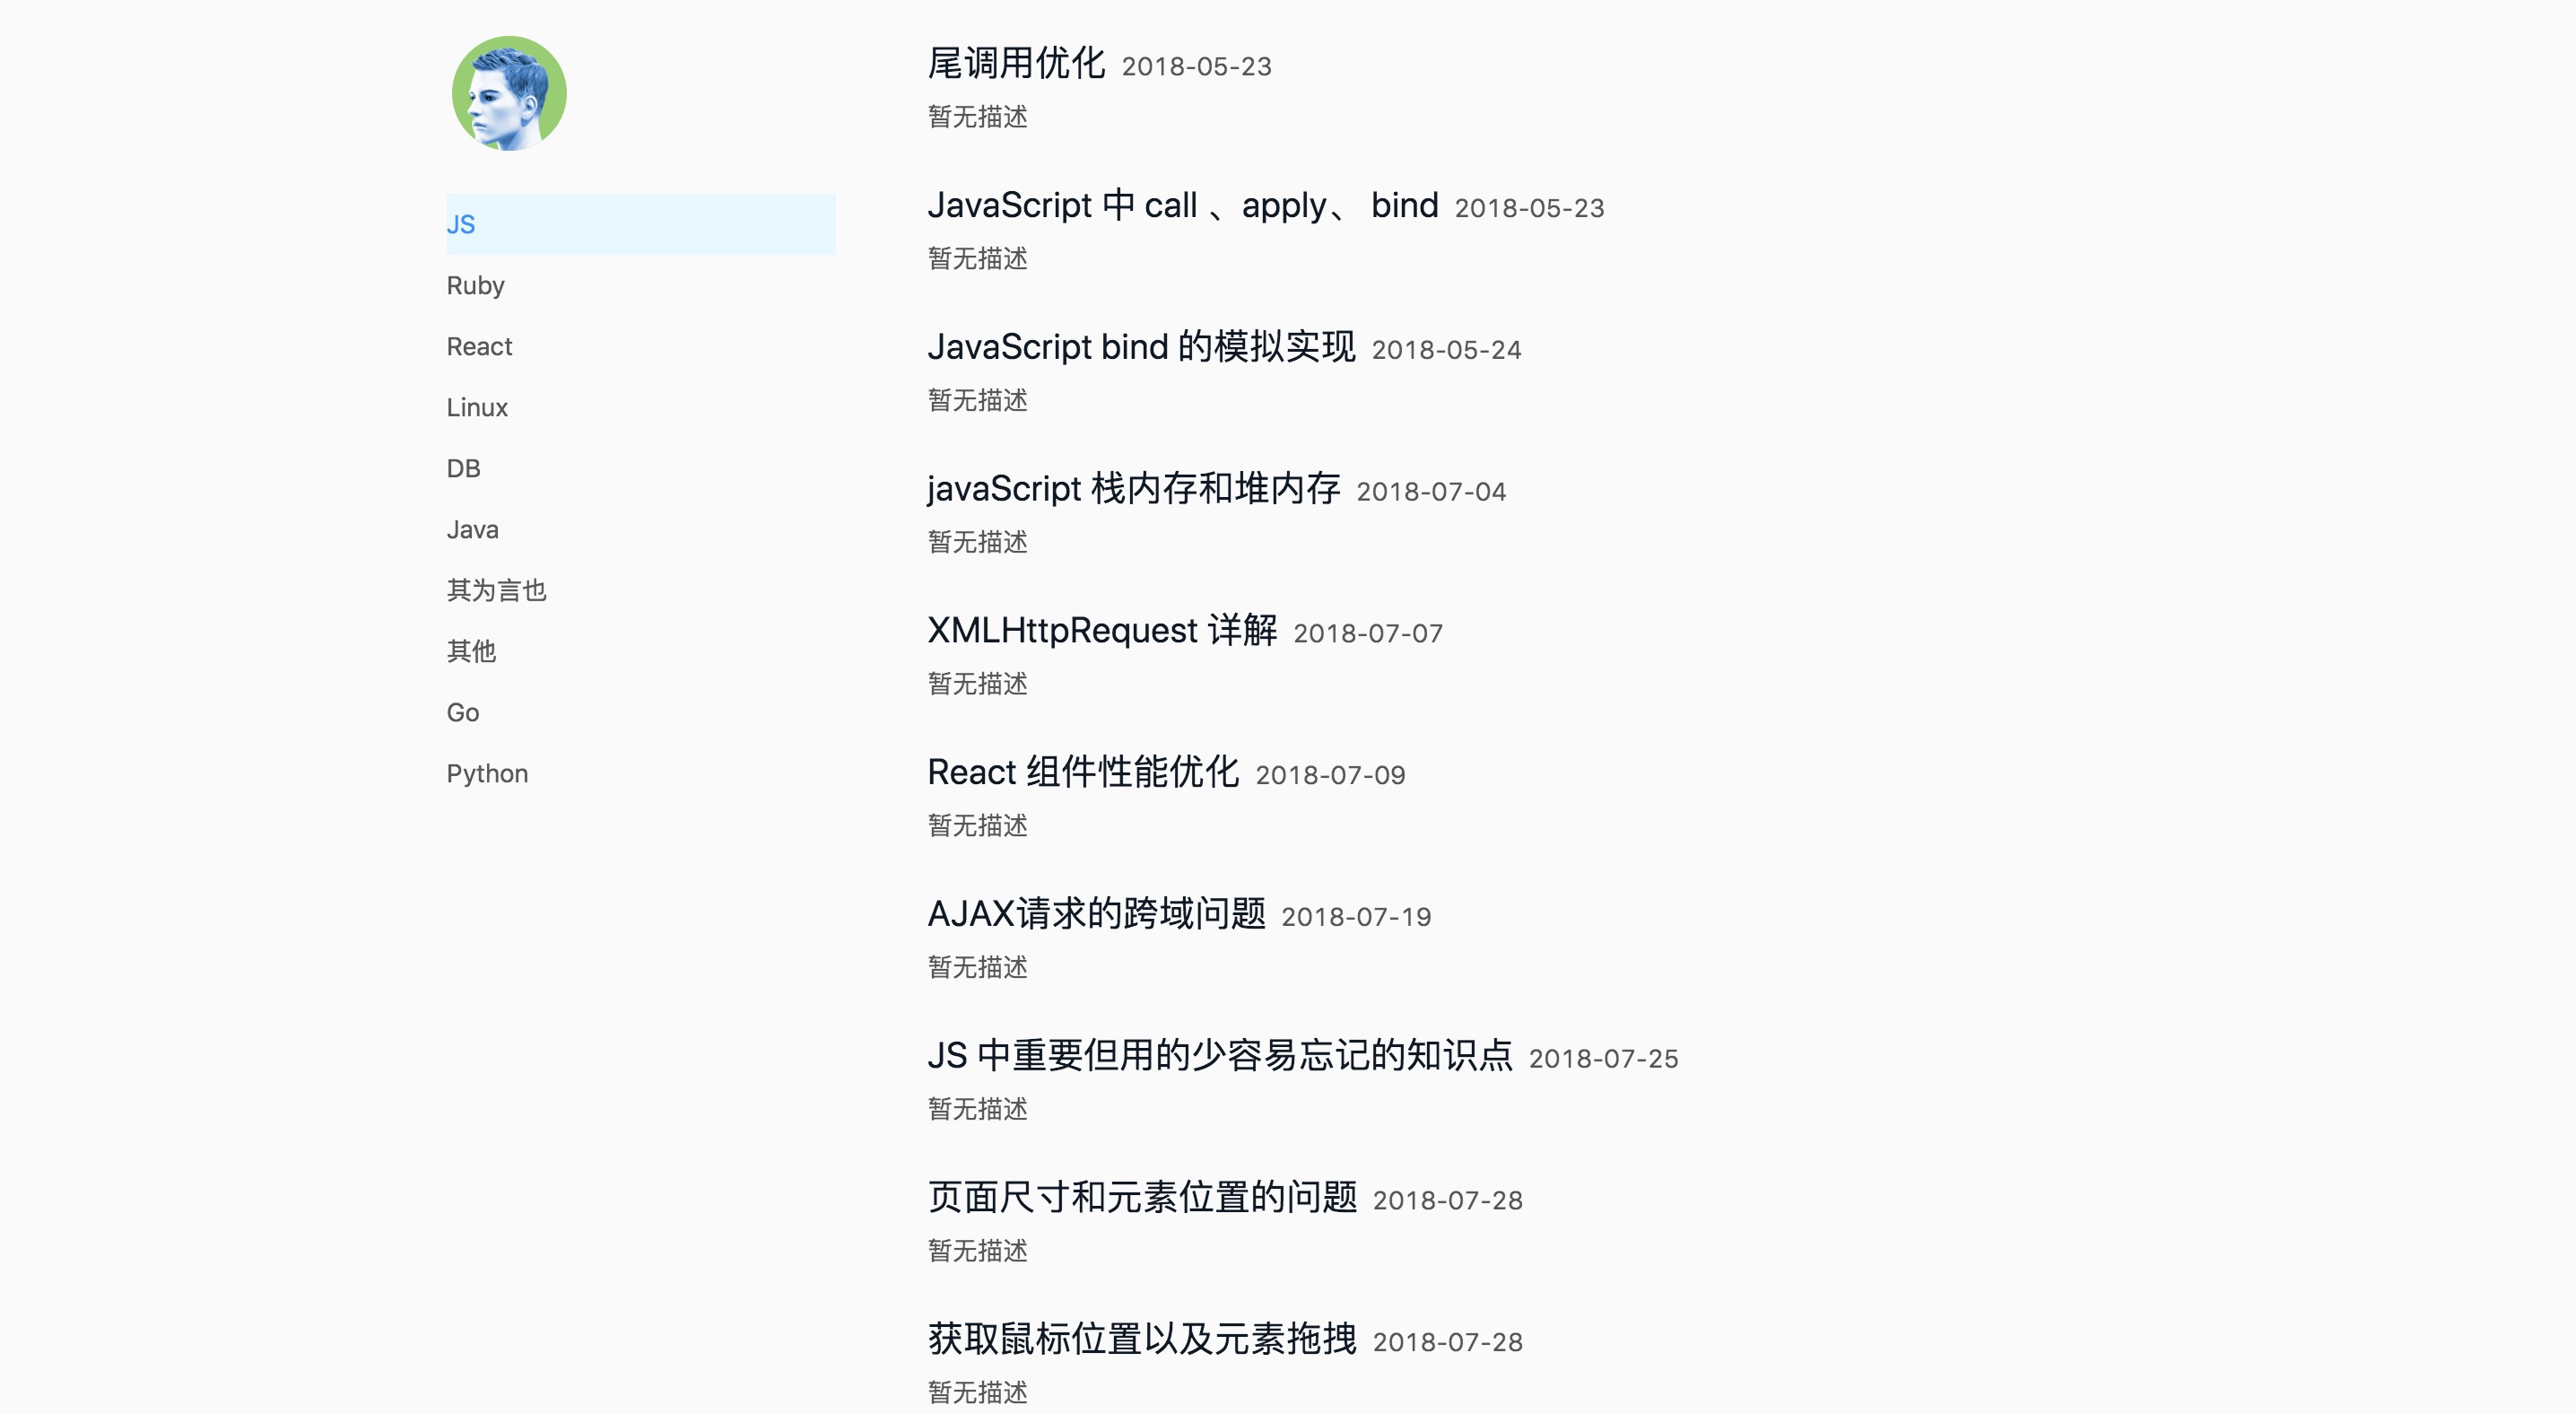 JS
Ruby
React
Linux
DB
Java
其为言也
其他
Go
Python
尾调用优化 2018-05-23
暂无描述
JavaScript 中 call 、apply、 bind 2018-05-23
暂无描述
JavaScript bind 的模拟实现 2018-05-24
暂无描述
javaScript 栈内存和堆内存 2018-07-04
暂无描述
XMLHttpRequest 详解 2018-07-07
暂无描述
React 组件性能优化 2018-07-09
暂无描述
AJAX请求的跨域问题 2018-07-19
暂无描述
JS 中重要但用的少容易忘记的知识点 2018-07-25
暂无描述
页面尺寸和元素位置的问题 2018-07-28
暂无描述
获取鼠标位置以及元素拖拽 2018-07-28
暂无描述